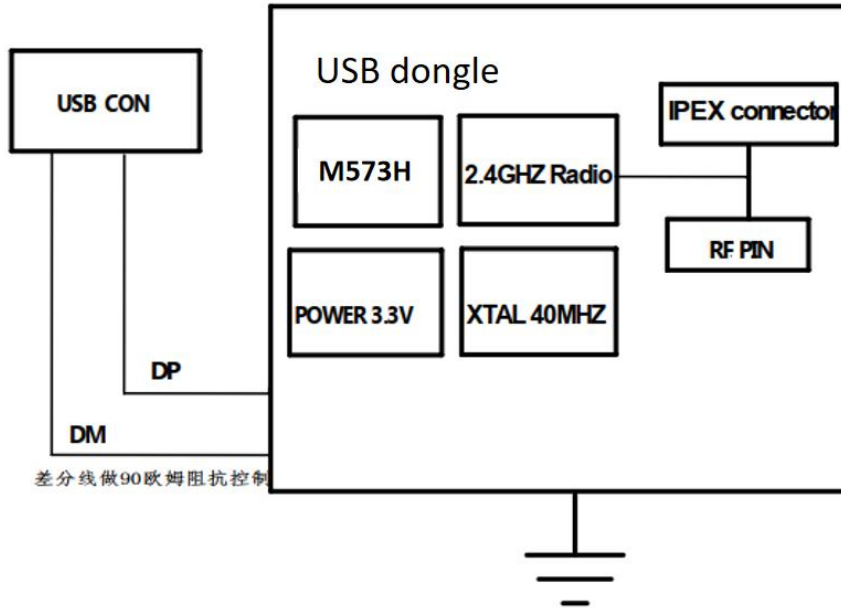 USB dongle
USB CON
IPEX connector
M573H
2.4GHZ Radio
RF PIN
POWER 3.3V
XTAL 40MHZ
DP
DM
差分线做90欧姆阻抗控制